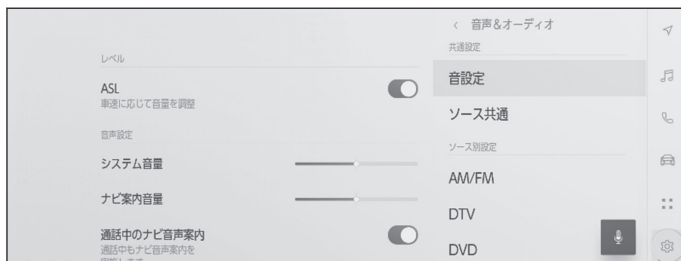 レベル
ASL
車速に応じて音量を調整
音声設定
システム音量
ナビ案内音量
通話中のナビ音声案内
通話中もナビ音声案内を
< 音声&オーディオ
共通設定
音設定
ソース共通
ソース別設定
AM/FM
DTV
DVD